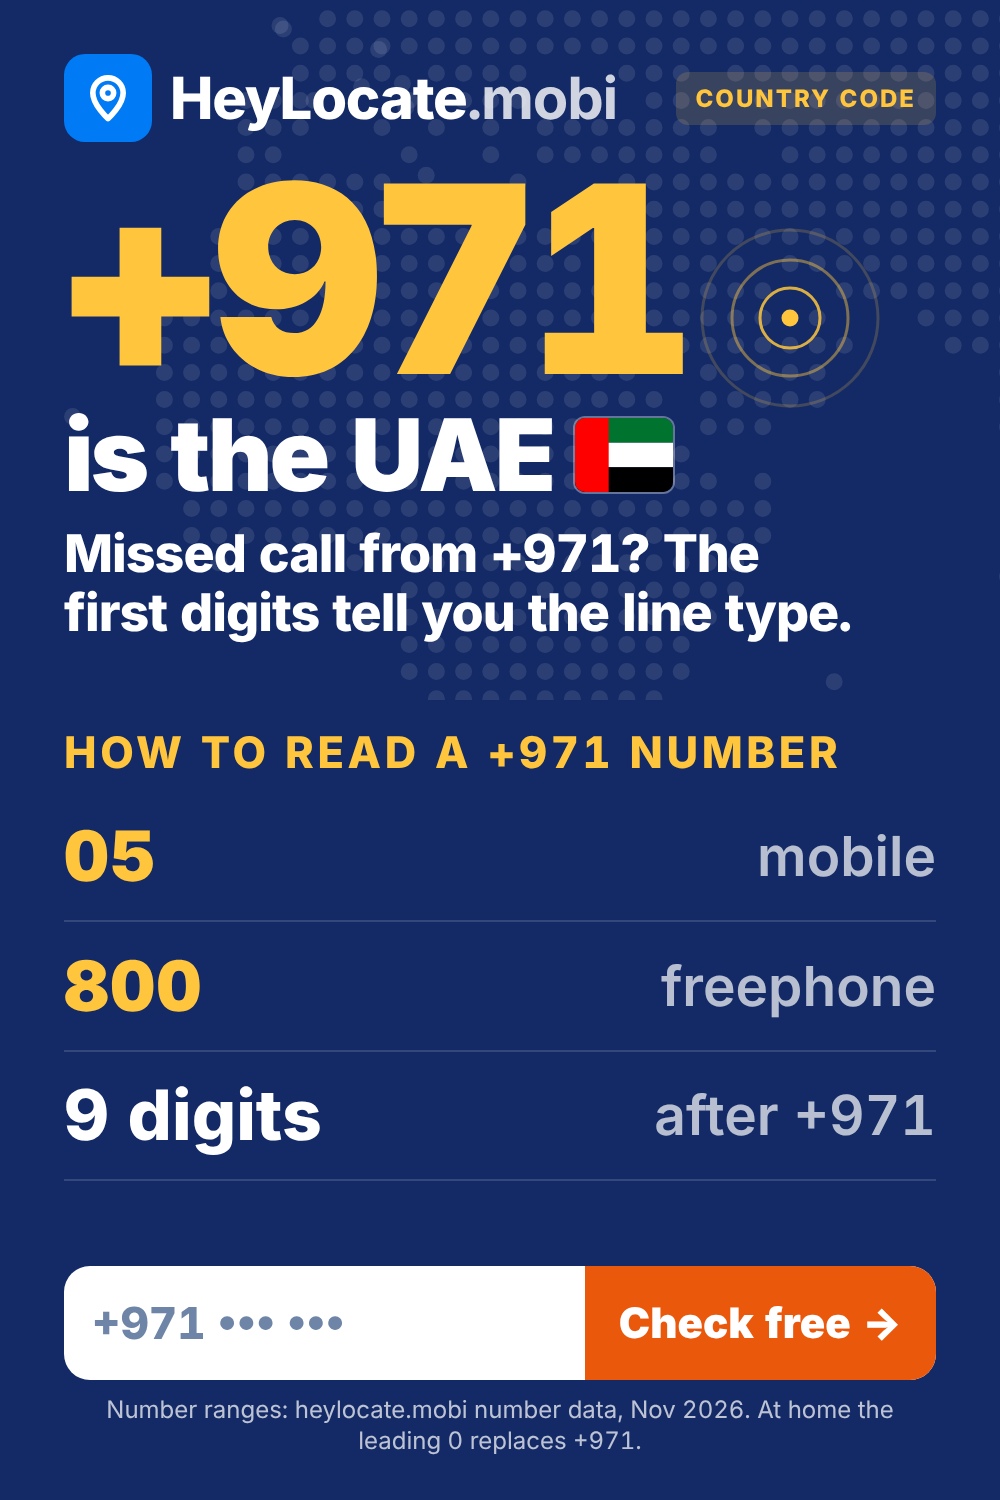 HeyLocate.mobi
COUNTRY CODE
+971
is the UAE
Missed call from +971? The
first digits tell you the line type.
HOW TO READ A +971 NUMBER
05 mobile
800 freephone
9 digits after +971
+971 ••• •••
Check free →
Number ranges: heylocate.mobi number data, Nov 2026. At home the
leading 0 replaces +971.